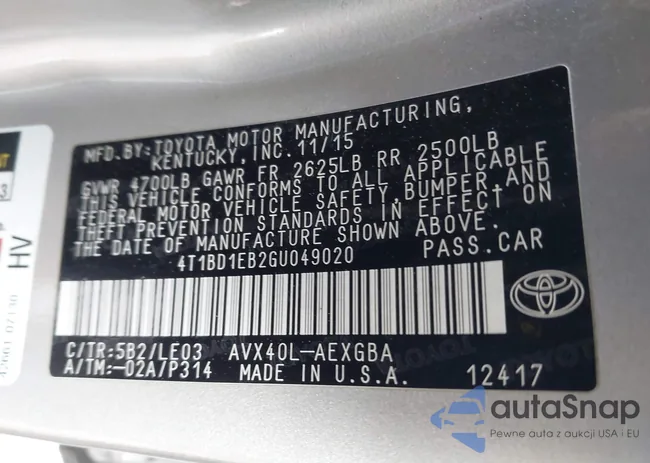 MFD.BY:TOYOTA MOTOR MANUFACTURING,
KENTUCKY,INC.11/15
GVWR 4700LB GAWR FR 2625LB RR 2500LB
THIS VEHICLE CONFORMS TO ALL APPLICABLE
FEDERAL MOTOR VEHICLE SAFETY,BUMPER,AND
THEFT PREVENTION STANDARDS IN EFFECT ON
THE DATE OF MANUFACTURE SHOWN ABOVE.
4T1BD1EB2GU049020 PASS.CAR
C/TR:5B2/LE03 AVX40L-AEXGBA
A/TM:-02A/P314 MADE IN U.S.A. 12417
HV
autaSnap
Pewne auta z aukcji USA i EU